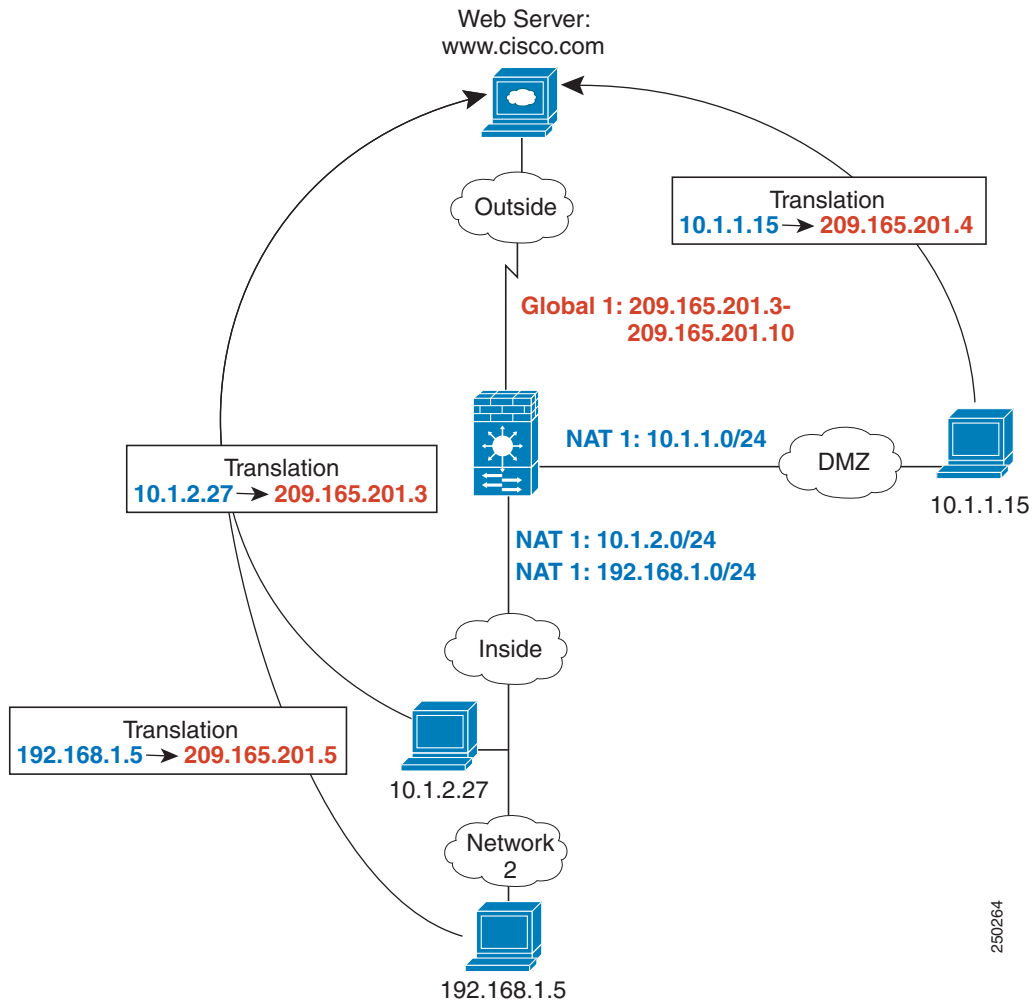 Web Server:
www.cisco.com
Outside
Translation
10.1.1.15 → 209.165.201.4
Global 1: 209.165.201.3-
209.165.201.10
NAT 1: 10.1.1.0/24
DMZ
10.1.1.15
Translation
10.1.2.27 → 209.165.201.3
NAT 1: 10.1.2.0/24
NAT 1: 192.168.1.0/24
Inside
Translation
192.168.1.5 → 209.165.201.5
10.1.2.27
Network
2
192.168.1.5
250264